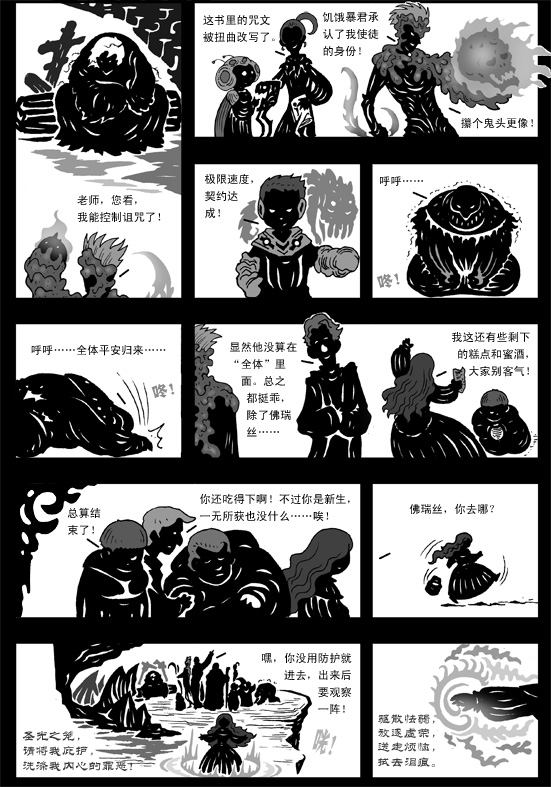 老师，您看，
我能控制诅咒了！
这书里的咒文
被扭曲改写了。
饥饿暴君承
认了我使徒
的身份！
攥个鬼头更像！
极限速度，
契约达
成！
呼呼……
咚！
呼呼……全体平安归来……
咚！
显然他没算在
“全体”里
面。总之
都挺乖，
除了佛瑞
丝……
我这还有些剩下
的糕点和蜜酒，
大家别客气！
总算结
束了！
你还吃得下啊！不过你是新生，
一无所获也没什么……唉！
佛瑞丝，你去哪？
嘿，你没用防护就
进去，出来后
要观察
一阵！
咣！
圣光之笼，
请将我庇护，
洗涤我内心的罪恶！
驱散怯弱，
放逐虚荣，
送走烦恼，
拭去泪痕。